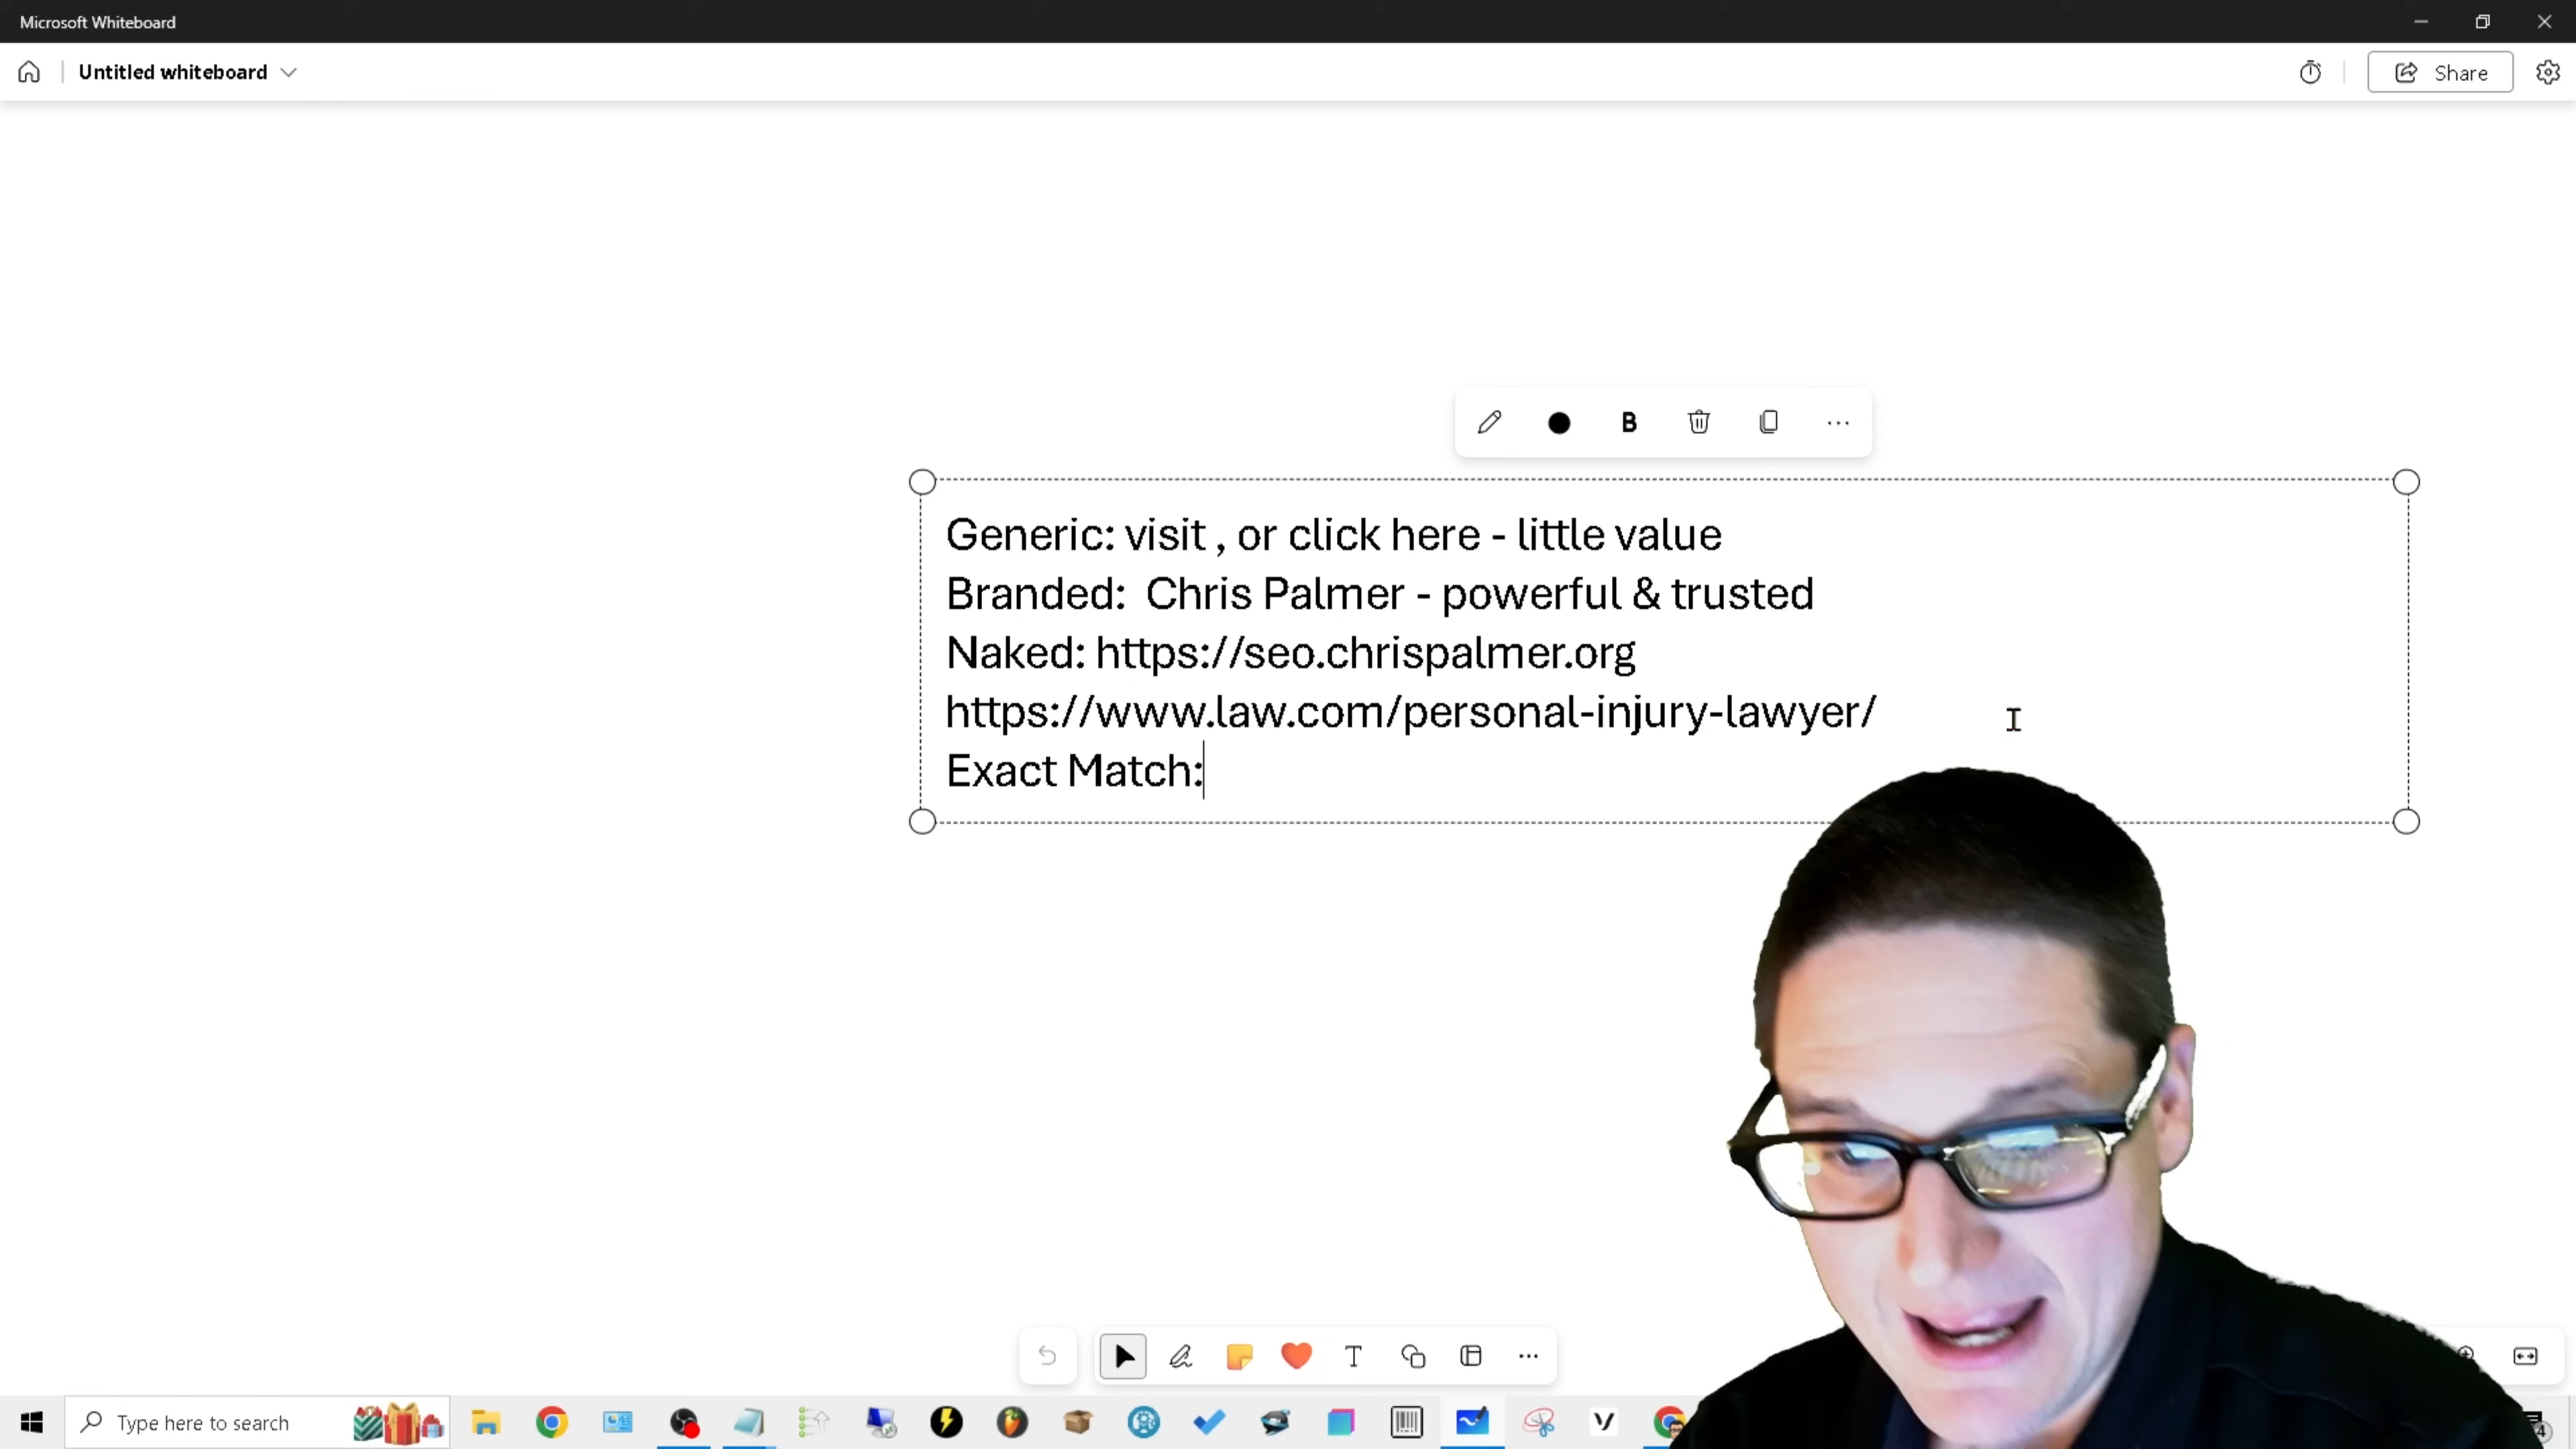 Microsoft Whiteboard
Untitled whiteboard
Share
B
Generic: visit , or click here - little value
Branded:  Chris Palmer - powerful & trusted
Naked: https://seo.chrispalmer.org
https://www.law.com/personal-injury-lawyer/
Exact Match:
T
Type here to search
4